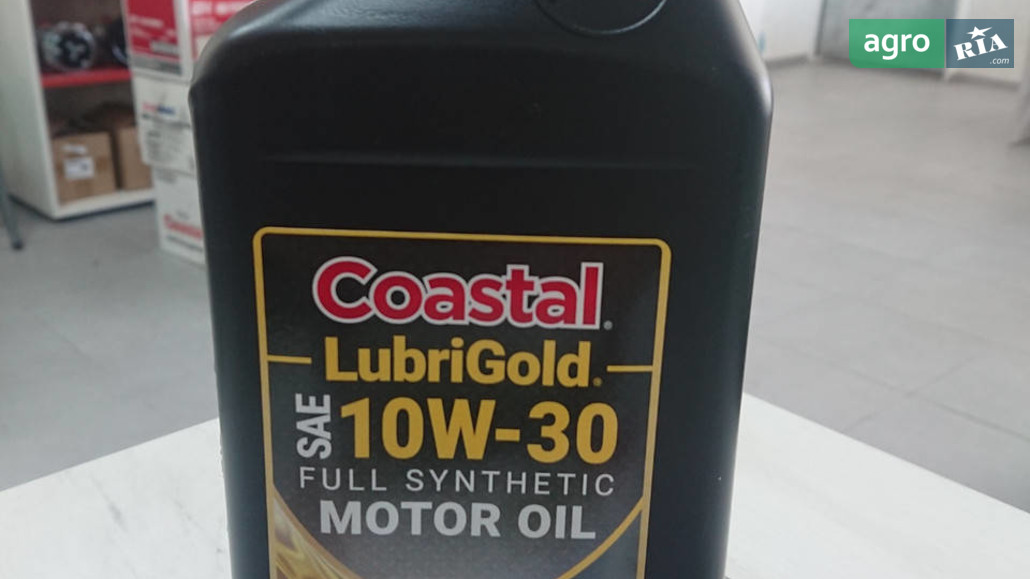 agro
RIA
.com
Coastal®
LubriGold®
SAE 10W-30
FULL SYNTHETIC
MOTOR OIL